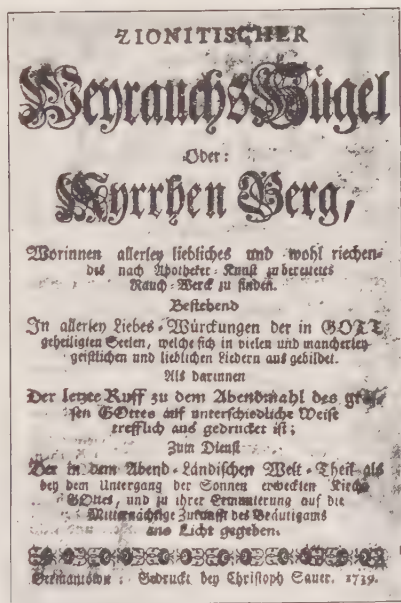 ZIONITISCHER
WeyrauchsHügel
Oder:
Myrrhen Berg,
Worinnen allerley liebliches und wohl riechen-
des nach Apotheker-Kunst zu bereitetes
Rauch-Werck zu finden.
Bestehend
In allerley Liebes-Würckungen der in GOTT
geheiligten Seelen, welche sich in vielen und mancherley
geistlichen und lieblichen Liedern aus gebildet.
Als darinnen
Der letzte Ruff zu dem Abendmahl des gros-
sen GOttes auf unterschiedliche Weise
trefflich aus gedrucket ist;
Zum Dienst
Der in dem Abend-Ländischen Welt-Theil als
bey dem Untergang der Sonnen erweckten Kirche
GOttes, und zu ihrer Ermunterung auf die
Mitternächtige Zukunfft des Bräutigams
ans Licht gegeben.
Germantown: Gedruckt bey Christoph Sauer. 1739.